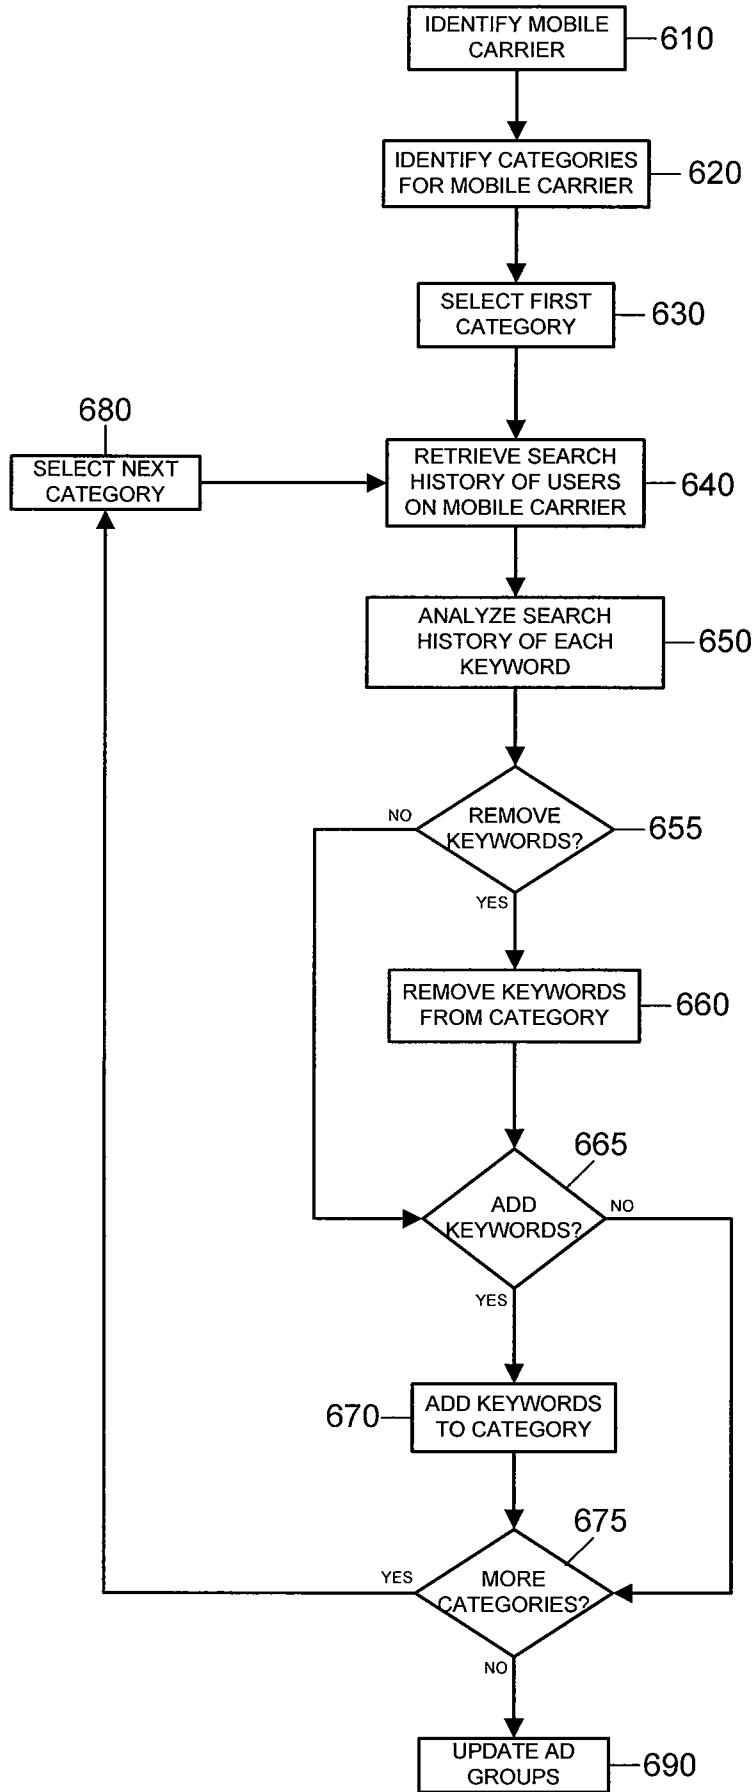 IDENTIFY MOBILE
CARRIER
610
IDENTIFY CATEGORIES
FOR MOBILE CARRIER
620
SELECT FIRST
CATEGORY
630
680
SELECT NEXT
CATEGORY
RETRIEVE SEARCH
HISTORY OF USERS
ON MOBILE CARRIER
640
ANALYZE SEARCH
HISTORY OF EACH
KEYWORD
650
NO
REMOVE
KEYWORDS?
655
YES
REMOVE KEYWORDS
FROM CATEGORY
660
665
ADD
KEYWORDS?
NO
YES
670
ADD KEYWORDS
TO CATEGORY
675
YES
MORE
CATEGORIES?
NO
UPDATE AD
GROUPS
690